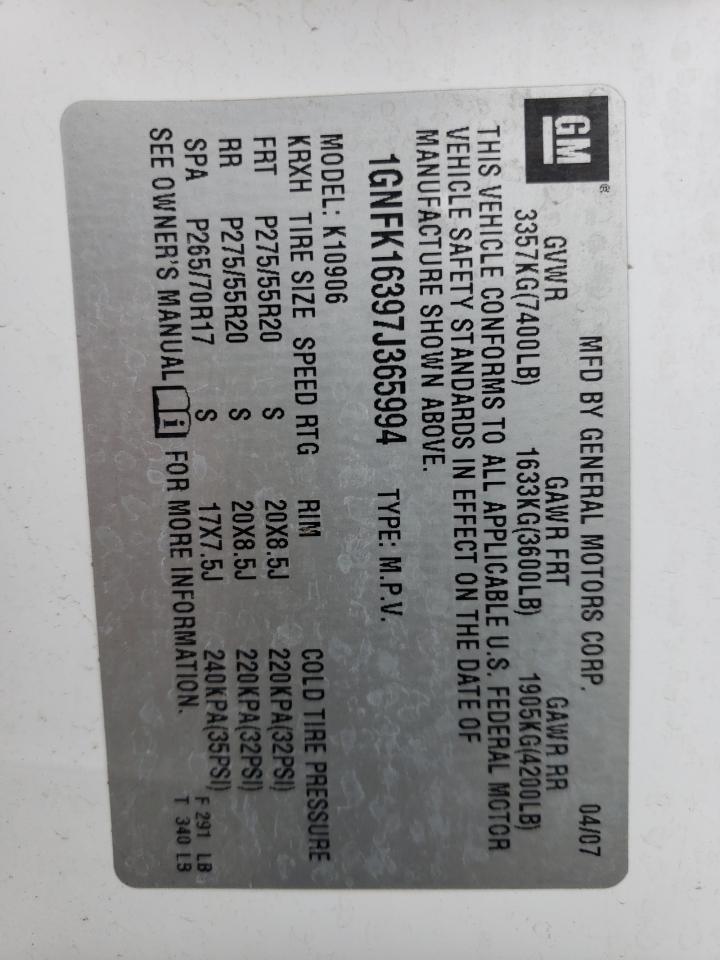 GM ® MFD BY GENERAL MOTORS CORP. 04/07
GVWR GAWR FRT GAWR RR
3357KG(7400LB) 1633KG(3600LB) 1905KG(4200LB)
THIS VEHICLE CONFORMS TO ALL APPLICABLE U.S. FEDERAL MOTOR
VEHICLE SAFETY STANDARDS IN EFFECT ON THE DATE OF
MANUFACTURE SHOWN ABOVE.
1GNFK16397J365994 TYPE: M.P.V.
MODEL: K10906
KRXH TIRE SIZE SPEED RTG RIM COLD TIRE PRESSURE
FRT P275/55R20 S 20X8.5J 220KPA(32PSI)
RR P275/55R20 S 20X8.5J 220KPA(32PSI)
SPA P265/70R17 S 17X7.5J 240KPA(35PSI)
SEE OWNER'S MANUAL i FOR MORE INFORMATION.
F 291 LB
T 340 LB